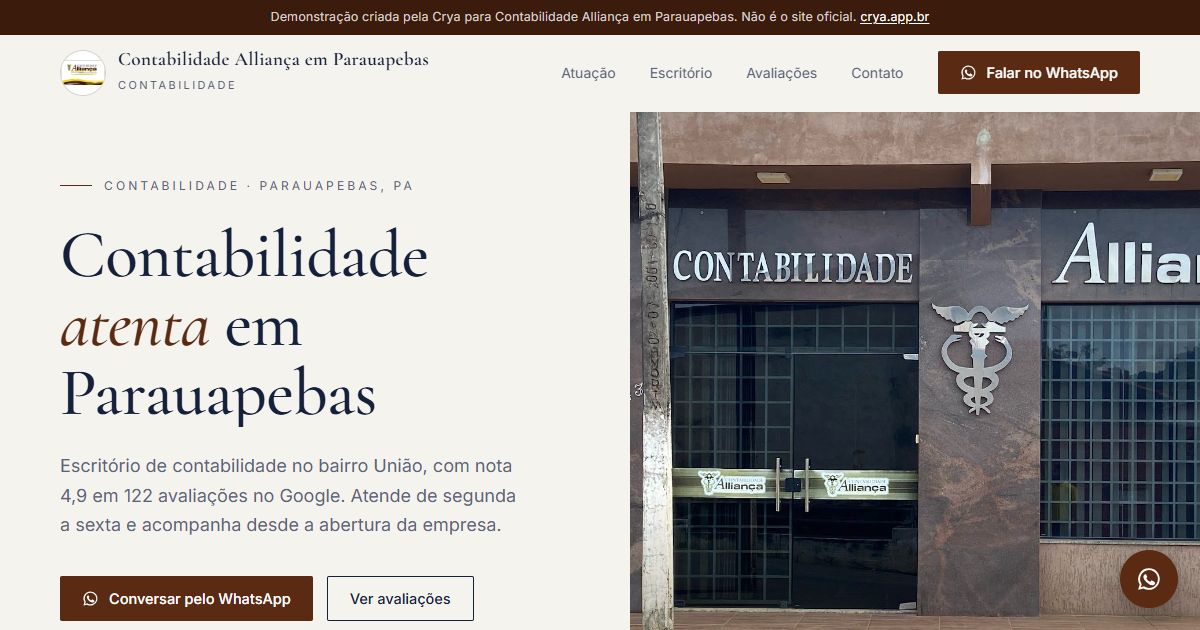 Demonstração criada pela Crya para Contabilidade Alliança em Parauapebas. Não é o site oficial. crya.app.br
Contabilidade Alliança em Parauapebas
CONTABILIDADE
Atuação
Escritório
Avaliações
Contato
Falar no WhatsApp
CONTABILIDADE · PARAUAPEBAS, PA
Contabilidade
atenta em
Parauapebas
Escritório de contabilidade no bairro União, com nota
4,9 em 122 avaliações no Google. Atende de segunda
a sexta e acompanha desde a abertura da empresa.
Conversar pelo WhatsApp
Ver avaliações
CONTABILIDADE
Allia
Alliança
Alliança